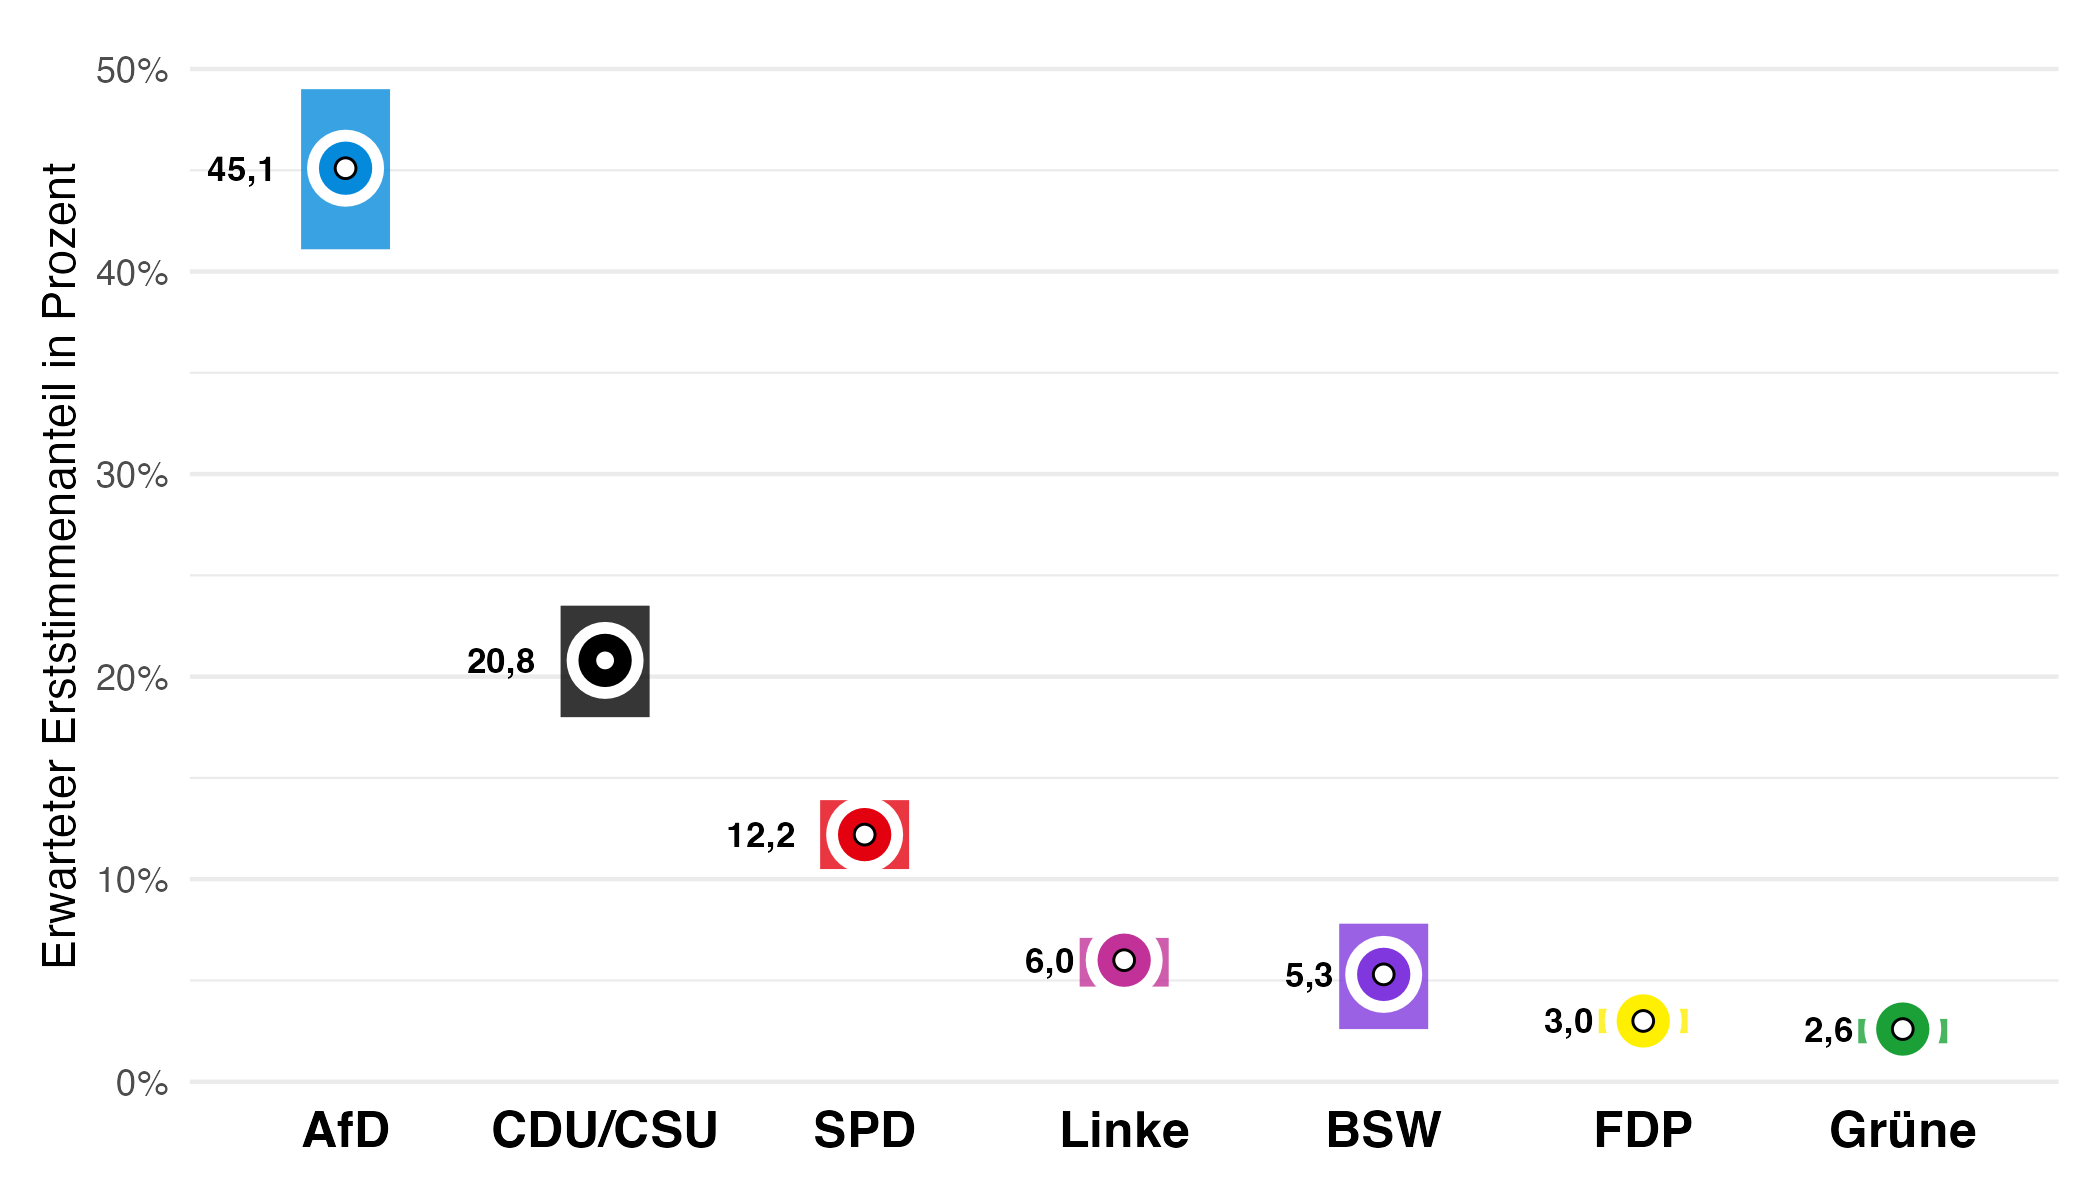 Erwarteter Erststimmenanteil in Prozent
50%
40%
30%
20%
10%
0%
45,1
20,8
12,2
6,0
5,3
3,0
2,6
AfD
CDU/CSU
SPD
Linke
BSW
FDP
Grüne